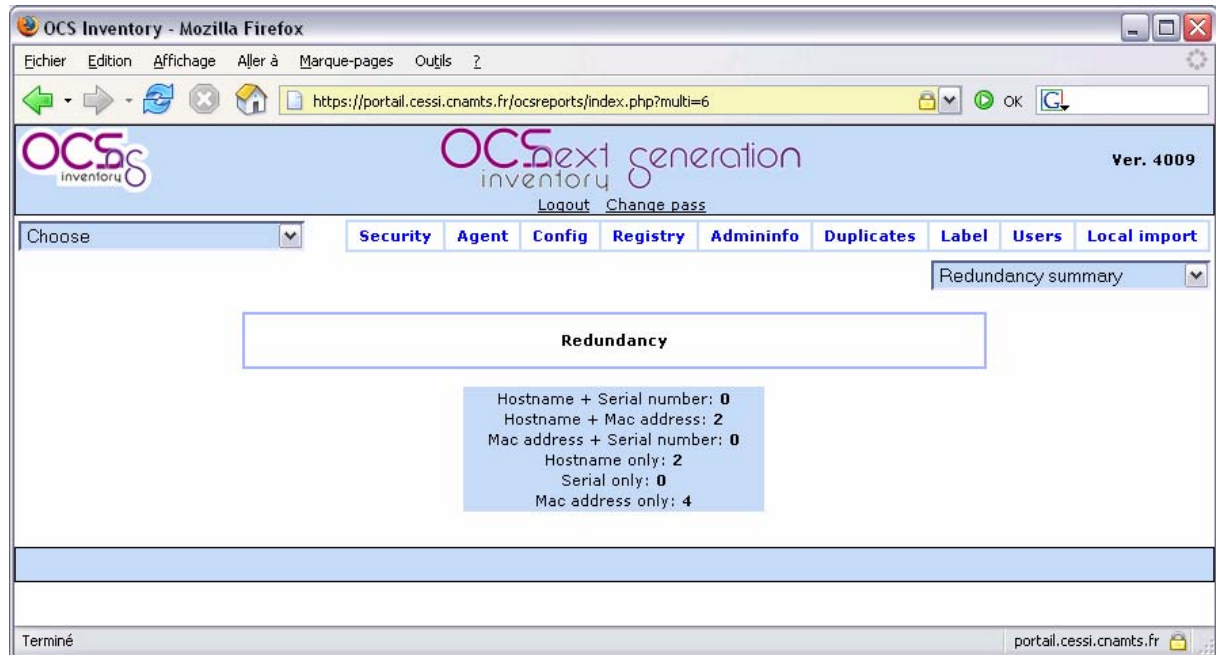 OCS Inventory - Mozilla Firefox
Fichier Edition Affichage Aller à Marque-pages Outils ?
https://portail.cessi.cnamts.fr/ocsreports/index.php?multi=6 OK G
OCS NG inventory
OCS inventory next generation
Ver. 4009
Logout Change pass
Choose Security Agent Config Registry Admininfo Duplicates Label Users Local import
Redundancy summary
Redundancy
Hostname + Serial number: 0
Hostname + Mac address: 2
Mac address + Serial number: 0
Hostname only: 2
Serial only: 0
Mac address only: 4
Terminé portail.cessi.cnamts.fr